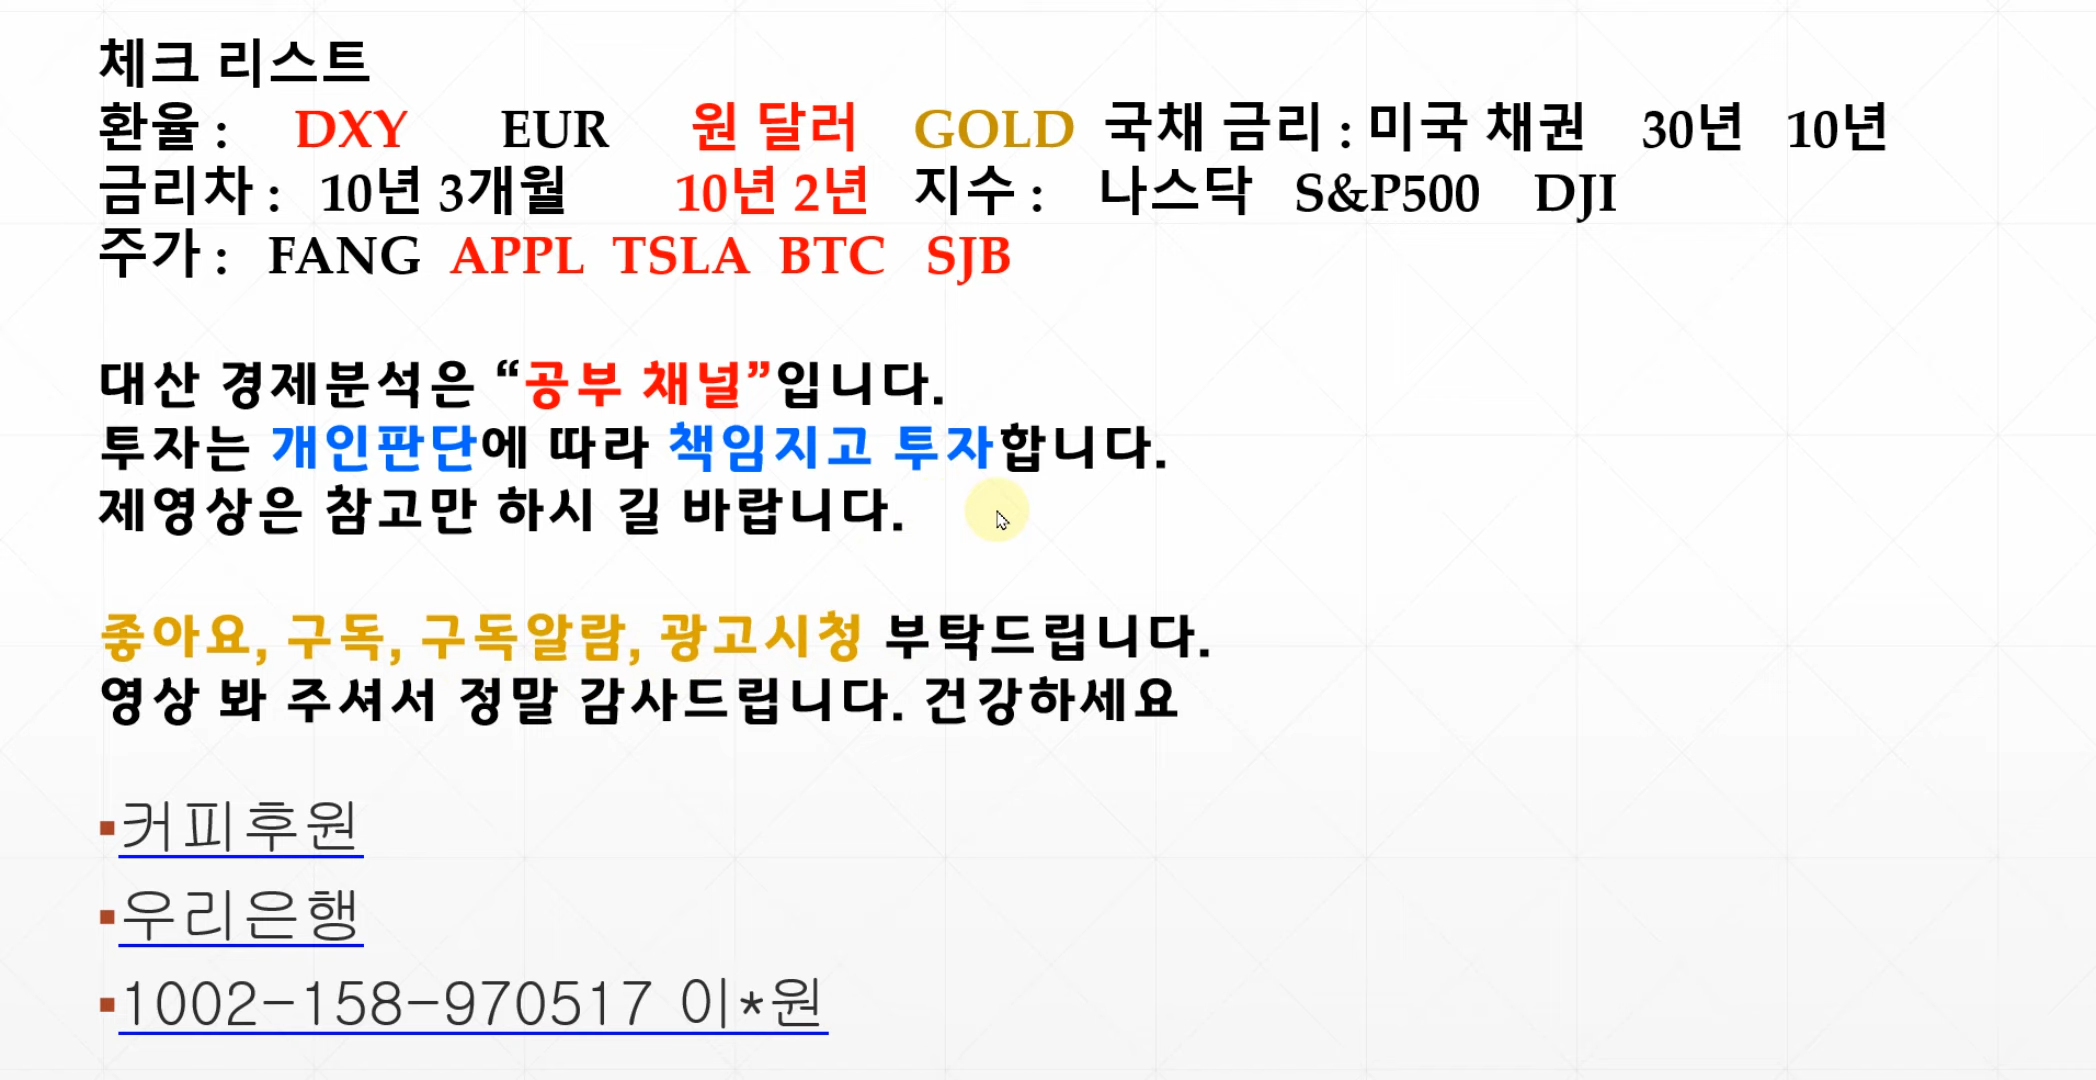 체크 리스트
환율 : DXY EUR 원 달러 GOLD 국채 금리 : 미국 채권 30년 10년
금리차 : 10년 3개월 10년 2년 지수 : 나스닥 S&P500 DJI
주가 : FANG APPL TSLA BTC SJB
대산 경제분석은 “공부 채널”입니다.
투자는 개인판단에 따라 책임지고 투자합니다.
제영상은 참고만 하시 길 바랍니다.
좋아요, 구독, 구독알람, 광고시청 부탁드립니다.
영상 봐 주셔서 정말 감사드립니다. 건강하세요
▪커피후원
▪우리은행
▪1002-158-970517 이*원